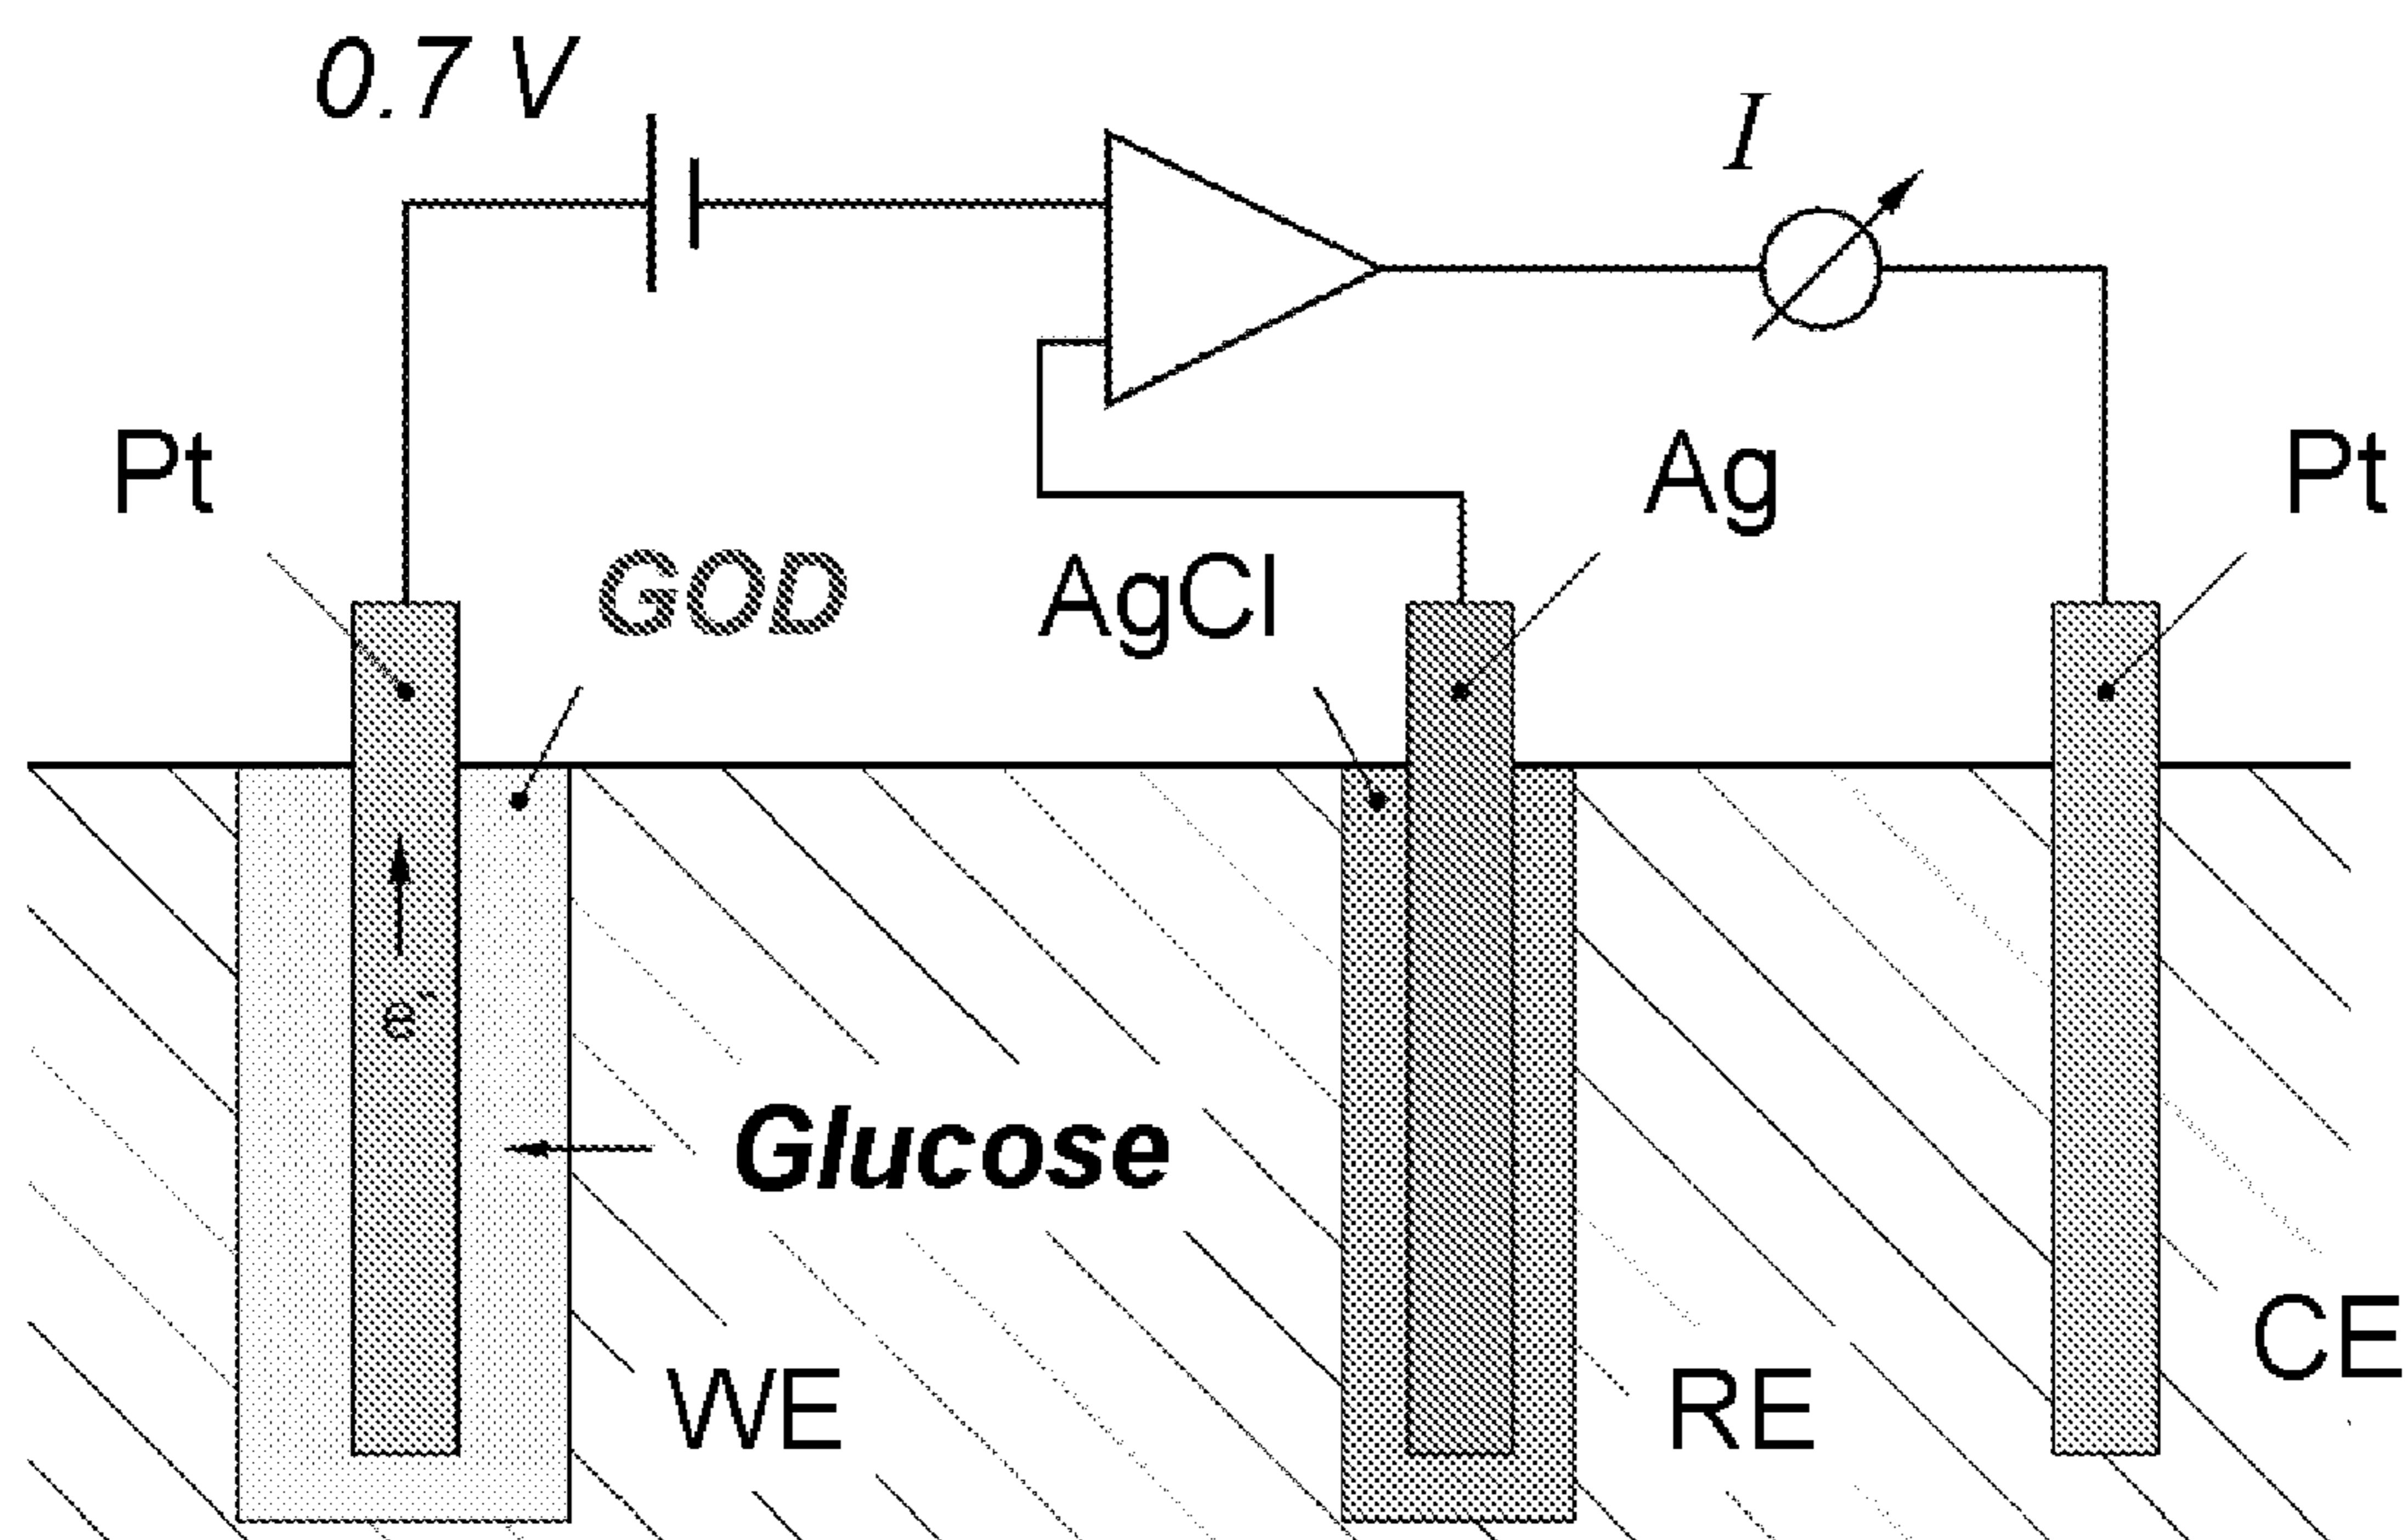 0.7 V
I
Pt
Ag
Pt
GOD
AgCl
e-
Glucose
CE
WE
RE